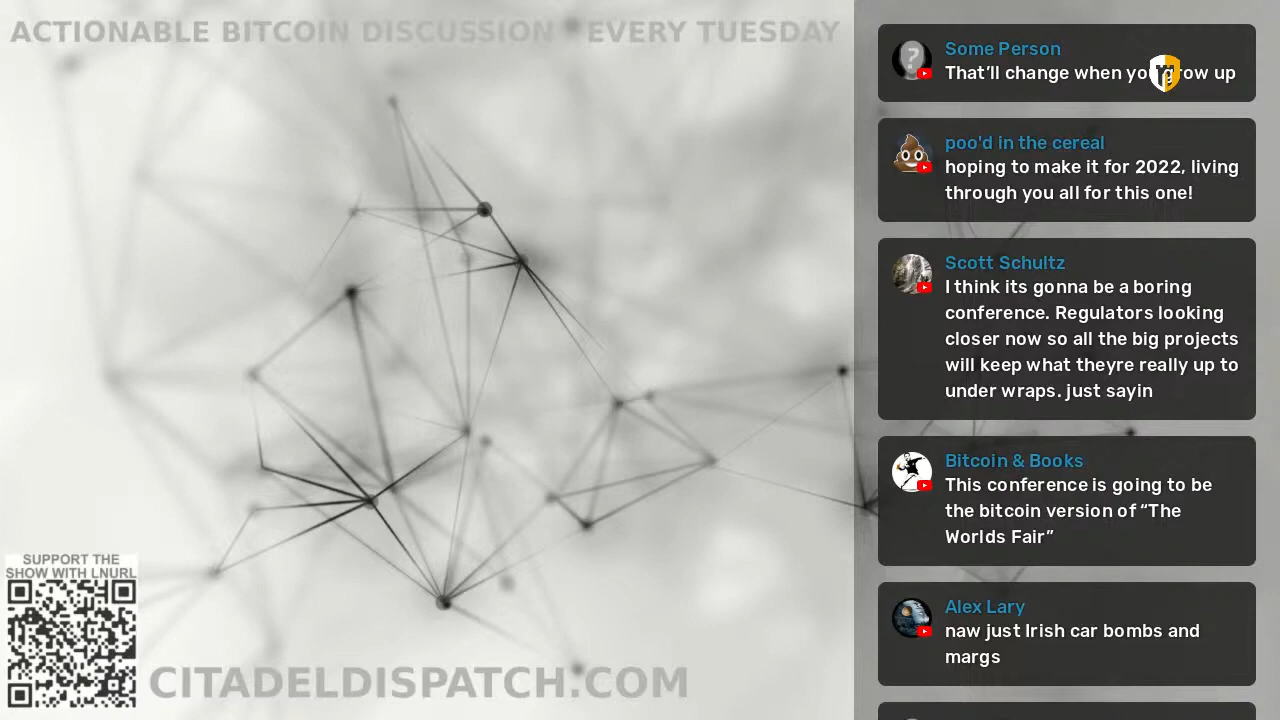 ACTIONABLE BITCOIN DISCUSSION * EVERY TUESDAY
Some Person
That’ll change when you grow up
poo'd in the cereal
hoping to make it for 2022, living
through you all for this one!
Scott Schultz
I think its gonna be a boring
conference. Regulators looking
closer now so all the big projects
will keep what theyre really up to
under wraps. just sayin
Bitcoin & Books
This conference is going to be
the bitcoin version of “The
Worlds Fair”
Alex Lary
naw just Irish car bombs and
margs
SUPPORT THE
SHOW WITH LNURL
CITADELDISPATCH.COM